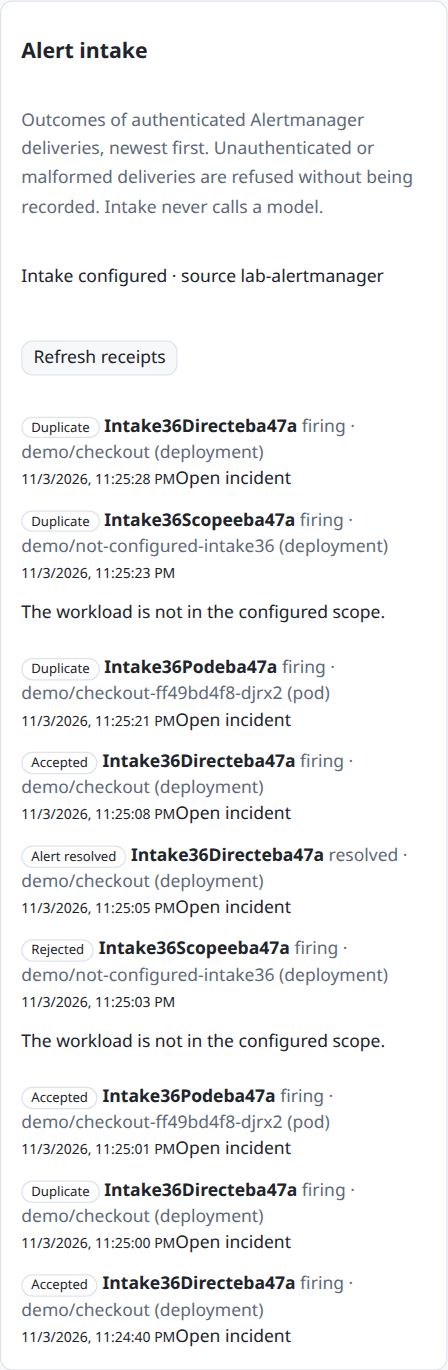 Alert intake
Outcomes of authenticated Alertmanager
deliveries, newest first. Unauthenticated or
malformed deliveries are refused without being
recorded. Intake never calls a model.
Intake configured · source lab-alertmanager
Refresh receipts
Duplicate Intake36Directeba47a firing ·
demo/checkout (deployment)
11/3/2026, 11:25:28 PMOpen incident
Duplicate Intake36Scopeeba47a firing ·
demo/not-configured-intake36 (deployment)
11/3/2026, 11:25:23 PM
The workload is not in the configured scope.
Duplicate Intake36Podeba47a firing ·
demo/checkout-ff49bd4f8-djrx2 (pod)
11/3/2026, 11:25:21 PMOpen incident
Accepted Intake36Directeba47a firing ·
demo/checkout (deployment)
11/3/2026, 11:25:08 PMOpen incident
Alert resolved Intake36Directeba47a resolved ·
demo/checkout (deployment)
11/3/2026, 11:25:05 PMOpen incident
Rejected Intake36Scopeeba47a firing ·
demo/not-configured-intake36 (deployment)
11/3/2026, 11:25:03 PM
The workload is not in the configured scope.
Accepted Intake36Podeba47a firing ·
demo/checkout-ff49bd4f8-djrx2 (pod)
11/3/2026, 11:25:01 PMOpen incident
Duplicate Intake36Directeba47a firing ·
demo/checkout (deployment)
11/3/2026, 11:25:00 PMOpen incident
Accepted Intake36Directeba47a firing ·
demo/checkout (deployment)
11/3/2026, 11:24:40 PMOpen incident